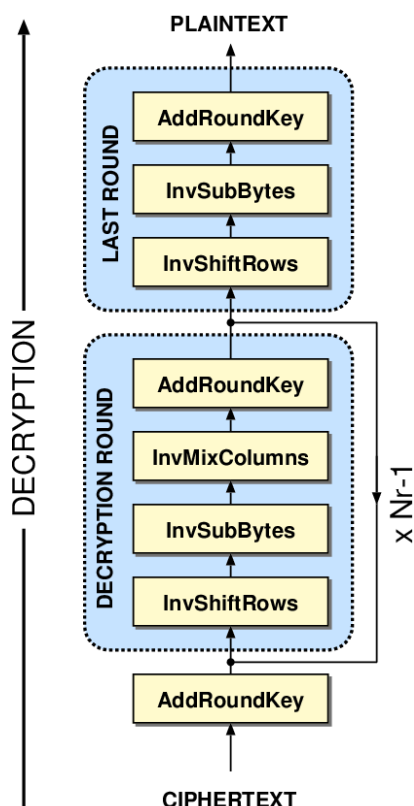 PLAINTEXT
AddRoundKey
InvSubBytes
InvShiftRows
LAST ROUND
AddRoundKey
InvMixColumns
InvSubBytes
InvShiftRows
DECRYPTION ROUND
x Nr-1
AddRoundKey
CIPHERTEXT
DECRYPTION